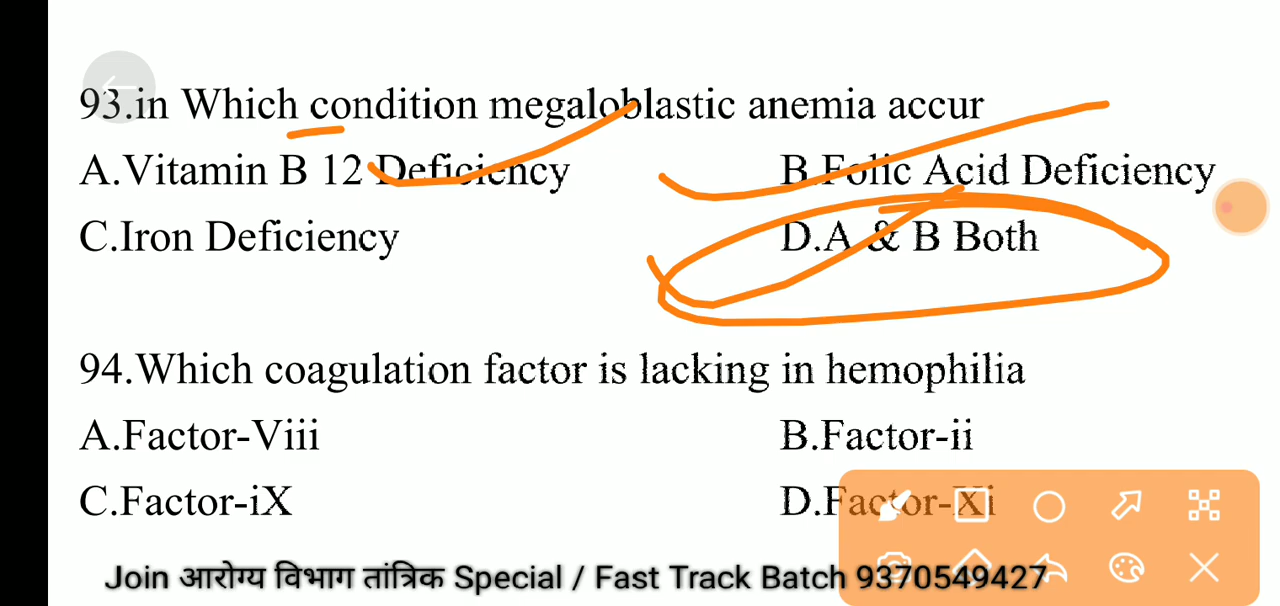 93.in Which condition megaloblastic anemia accur
A.Vitamin B 12 Deficiency B.Folic Acid Deficiency
C.Iron Deficiency D.A & B Both
94.Which coagulation factor is lacking in hemophilia
A.Factor-Viii B.Factor-ii
C.Factor-iX D.Factor-Xi
Join आरोग्य विभाग तांत्रिक Special / Fast Track Batch 9370549427